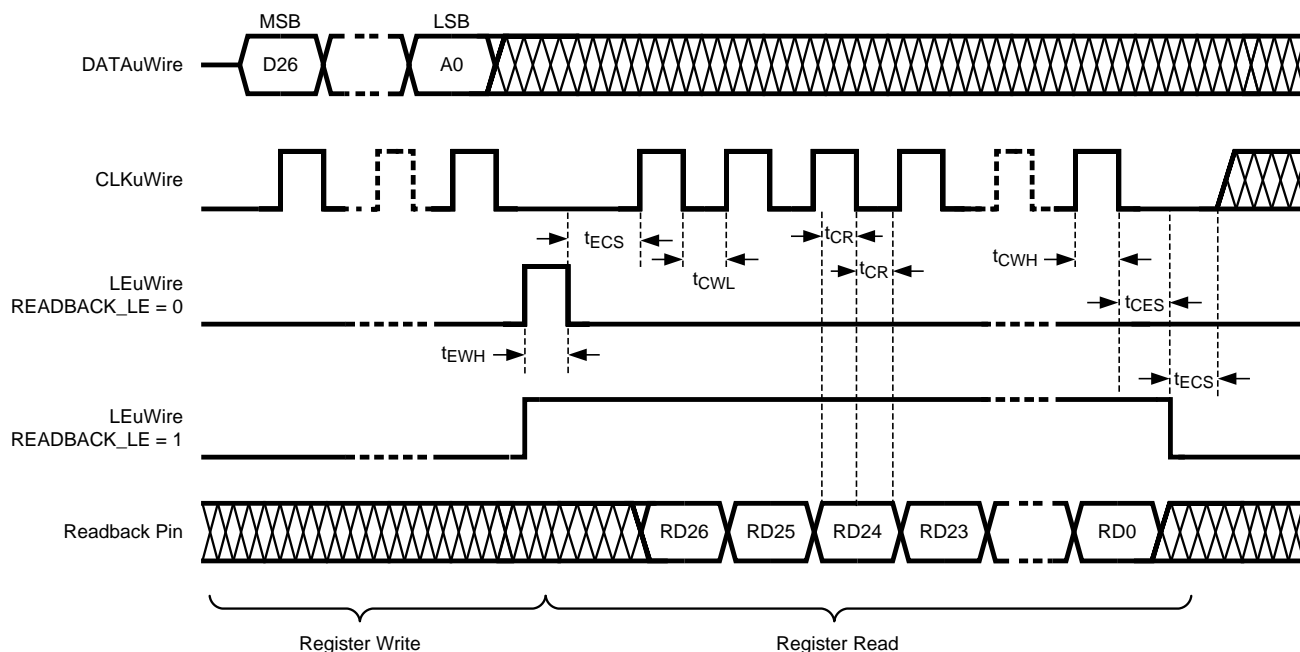 MSB
LSB
DATAuWire
D26
A0
CLKuWire
tECS
tCWL
tCR
tCR
tCWH
tCES
LEuWire
READBACK_LE = 0
tEWH
tECS
LEuWire
READBACK_LE = 1
Readback Pin
RD26
RD25
RD24
RD23
RD0
Register Write
Register Read